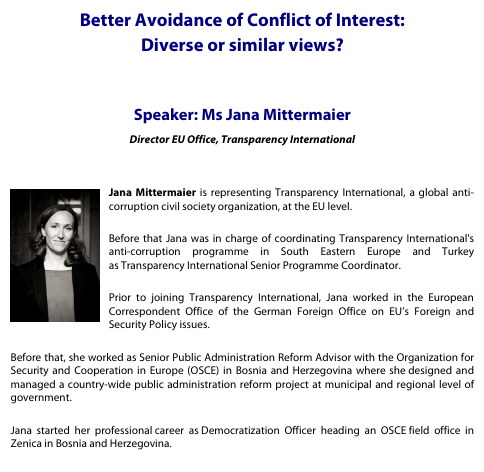 Better Avoidance of Conflict of Interest:
Diverse or similar views?
Speaker: Ms Jana Mittermaier
Director EU Office, Transparency International
Jana Mittermaier is representing Transparency International, a global anti-
corruption civil society organization, at the EU level.
Before that Jana was in charge of coordinating Transparency International's
anti-corruption programme in South Eastern Europe and Turkey
as Transparency International Senior Programme Coordinator.
Prior to joining Transparency International, Jana worked in the European
Correspondent Office of the German Foreign Office on EU's Foreign and
Security Policy issues.
Before that, she worked as Senior Public Administration Reform Advisor with the Organization for
Security and Cooperation in Europe (OSCE) in Bosnia and Herzegovina where she designed and
managed a country-wide public administration reform project at municipal and regional level of
government.
Jana started her professional career as Democratization Officer heading an OSCE field office in
Zenica in Bosnia and Herzegovina.